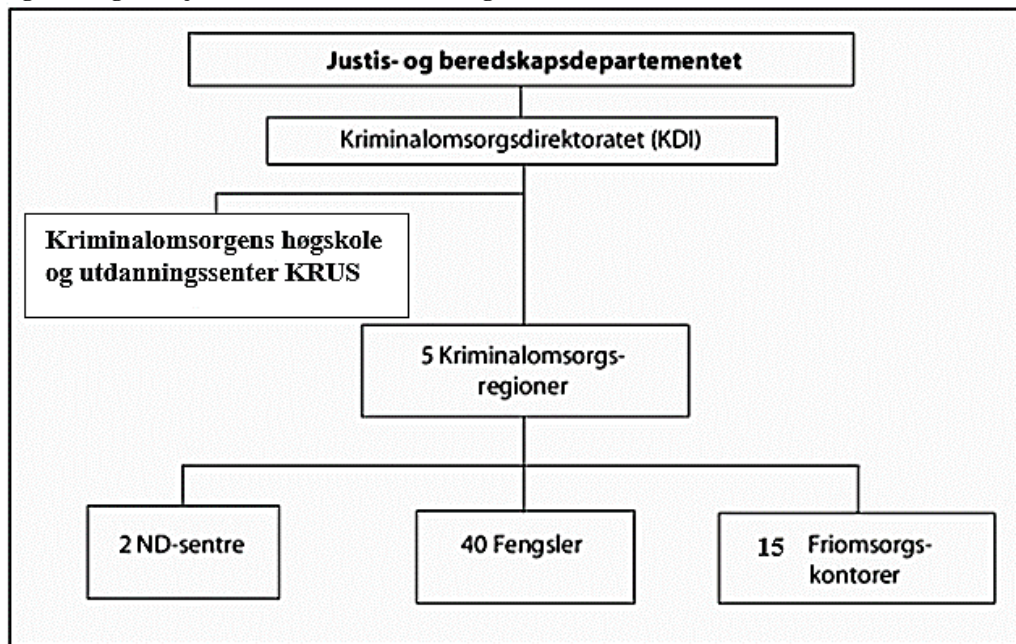 Justis- og beredskapsdepartementet
Kriminalomsorgsdirektoratet (KDI)
Kriminalomsorgens høgskole
og utdanningssenter KRUS
5 Kriminalomsorgs-
regioner
2 ND-sentre
40 Fengsler
15 Friomsorgs-
kontorer